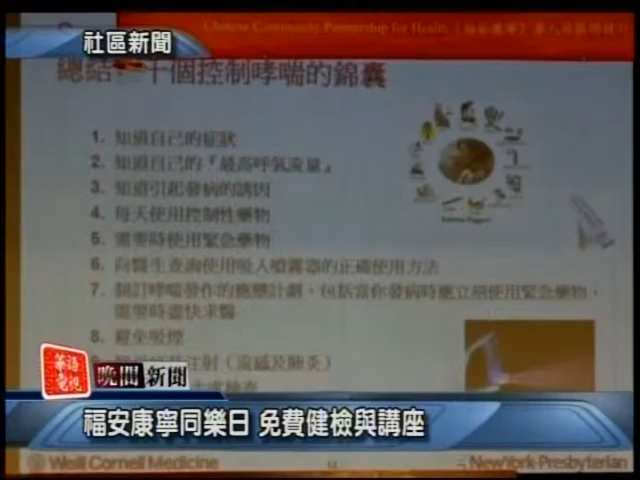 社區新聞
Chinese Community Partnership for Health
總結：十個控制哮喘的錦囊
1. 知道自己的症狀
2. 知道自己的『最高呼氣流量』
3. 知道引起發病的誘因
4. 每天使用控制性藥物
5. 需要時使用緊急藥物
6. 向醫生查詢使用吸入噴霧器的正確使用方法
7. 制訂哮喘發作的應變計劃，包括當你發病時應立刻使用緊急藥物，
需要時盡快求醫
8. 避免吸煙
注射（流感及肺炎）
華語電視
晚間新聞
福安康寧同樂日 免費健檢與講座
Weill Cornell Medicine
NewYork-Presbyterian